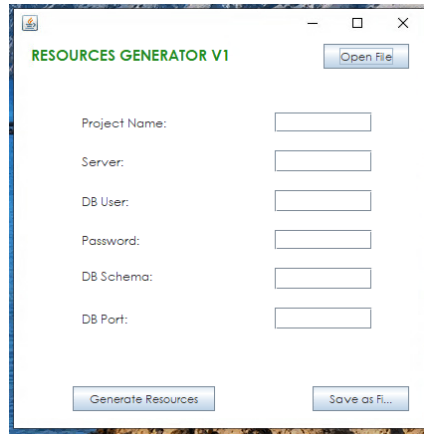 RESOURCES GENERATOR V1
Open File
Project Name:
Server:
DB User:
Password:
DB Schema:
DB Port:
Generate Resources
Save as Fi...